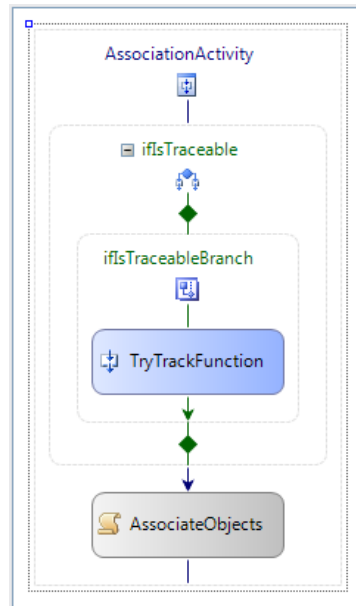 AssociationActivity
ifIsTraceable
ifIsTraceableBranch
TryTrackFunction
AssociateObjects